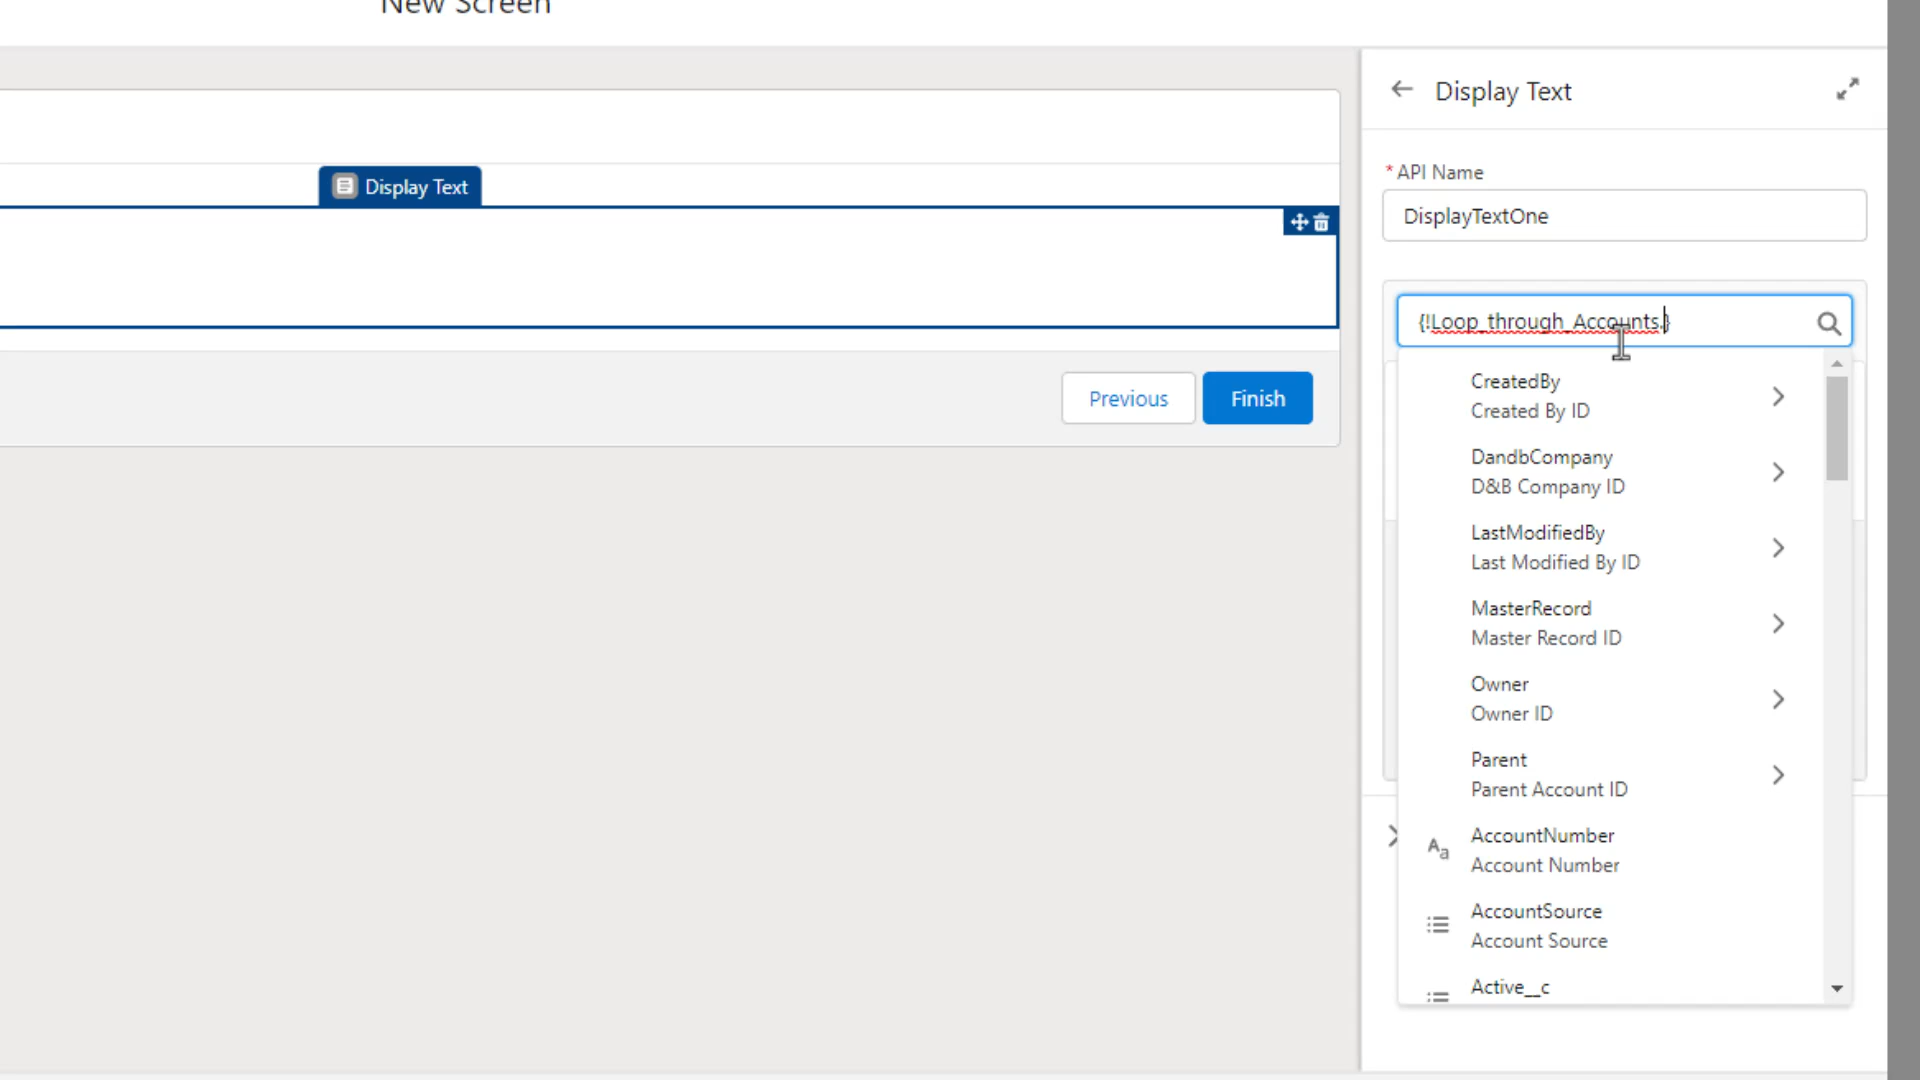 New Screen
Display Text
Previous
Finish
Display Text
* API Name
DisplayTextOne
{!Loop_through_Accounts.}
CreatedBy
Created By ID
DandbCompany
D&B Company ID
LastModifiedBy
Last Modified By ID
MasterRecord
Master Record ID
Owner
Owner ID
Parent
Parent Account ID
AccountNumber
Account Number
AccountSource
Account Source
Active__c